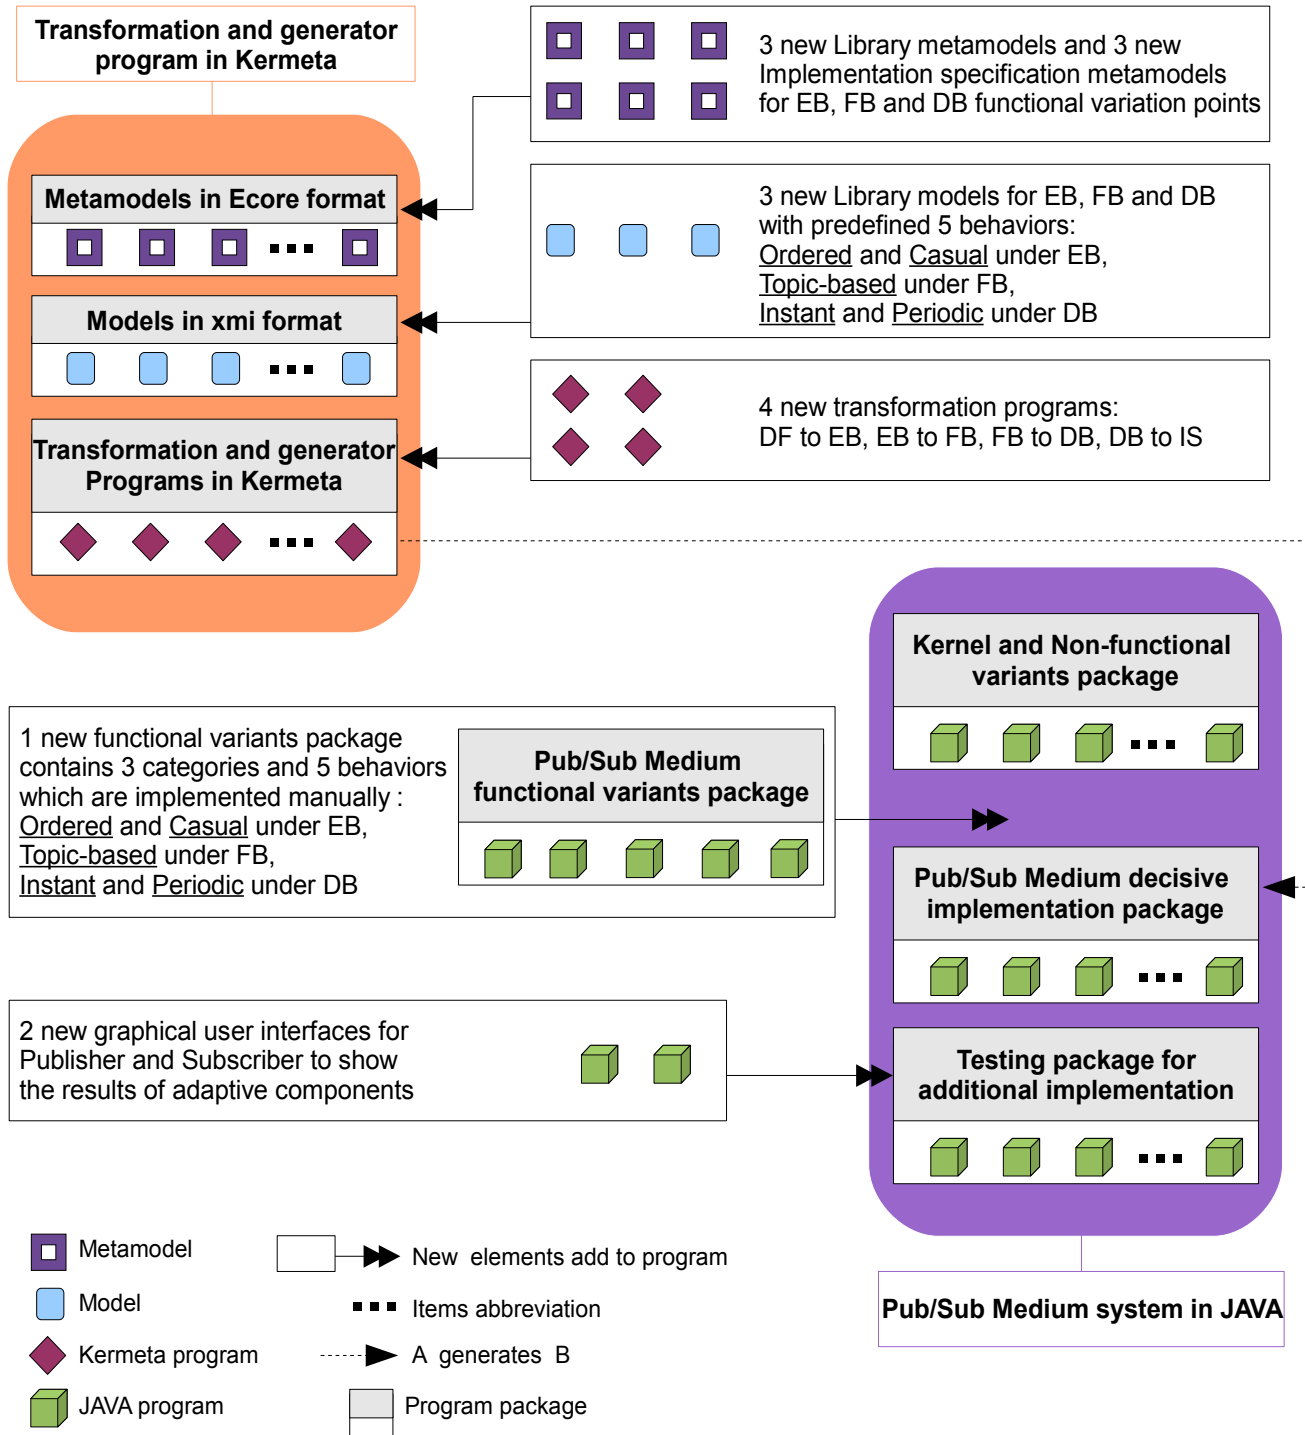 Transformation and generator
program in Kermeta
3 new Library metamodels and 3 new
Implementation specification metamodels
for EB, FB and DB functional variation points
Metamodels in Ecore format
3 new Library models for EB, FB and DB
with predefined 5 behaviors:
Ordered and Casual under EB,
Topic-based under FB,
Instant and Periodic under DB
Models in xmi format
4 new transformation programs:
DF to EB, EB to FB, FB to DB, DB to IS
Transformation and generator
Programs in Kermeta
Kernel and Non-functional
variants package
1 new functional variants package
contains 3 categories and 5 behaviors
which are implemented manually :
Ordered and Casual under EB,
Topic-based under FB,
Instant and Periodic under DB
Pub/Sub Medium
functional variants package
Pub/Sub Medium decisive
implementation package
2 new graphical user interfaces for
Publisher and Subscriber to show
the results of adaptive components
Testing package for
additional implementation
Metamodel
New elements add to program
Model
Items abbreviation
Kermeta program
A generates B
JAVA program
Program package
Pub/Sub Medium system in JAVA